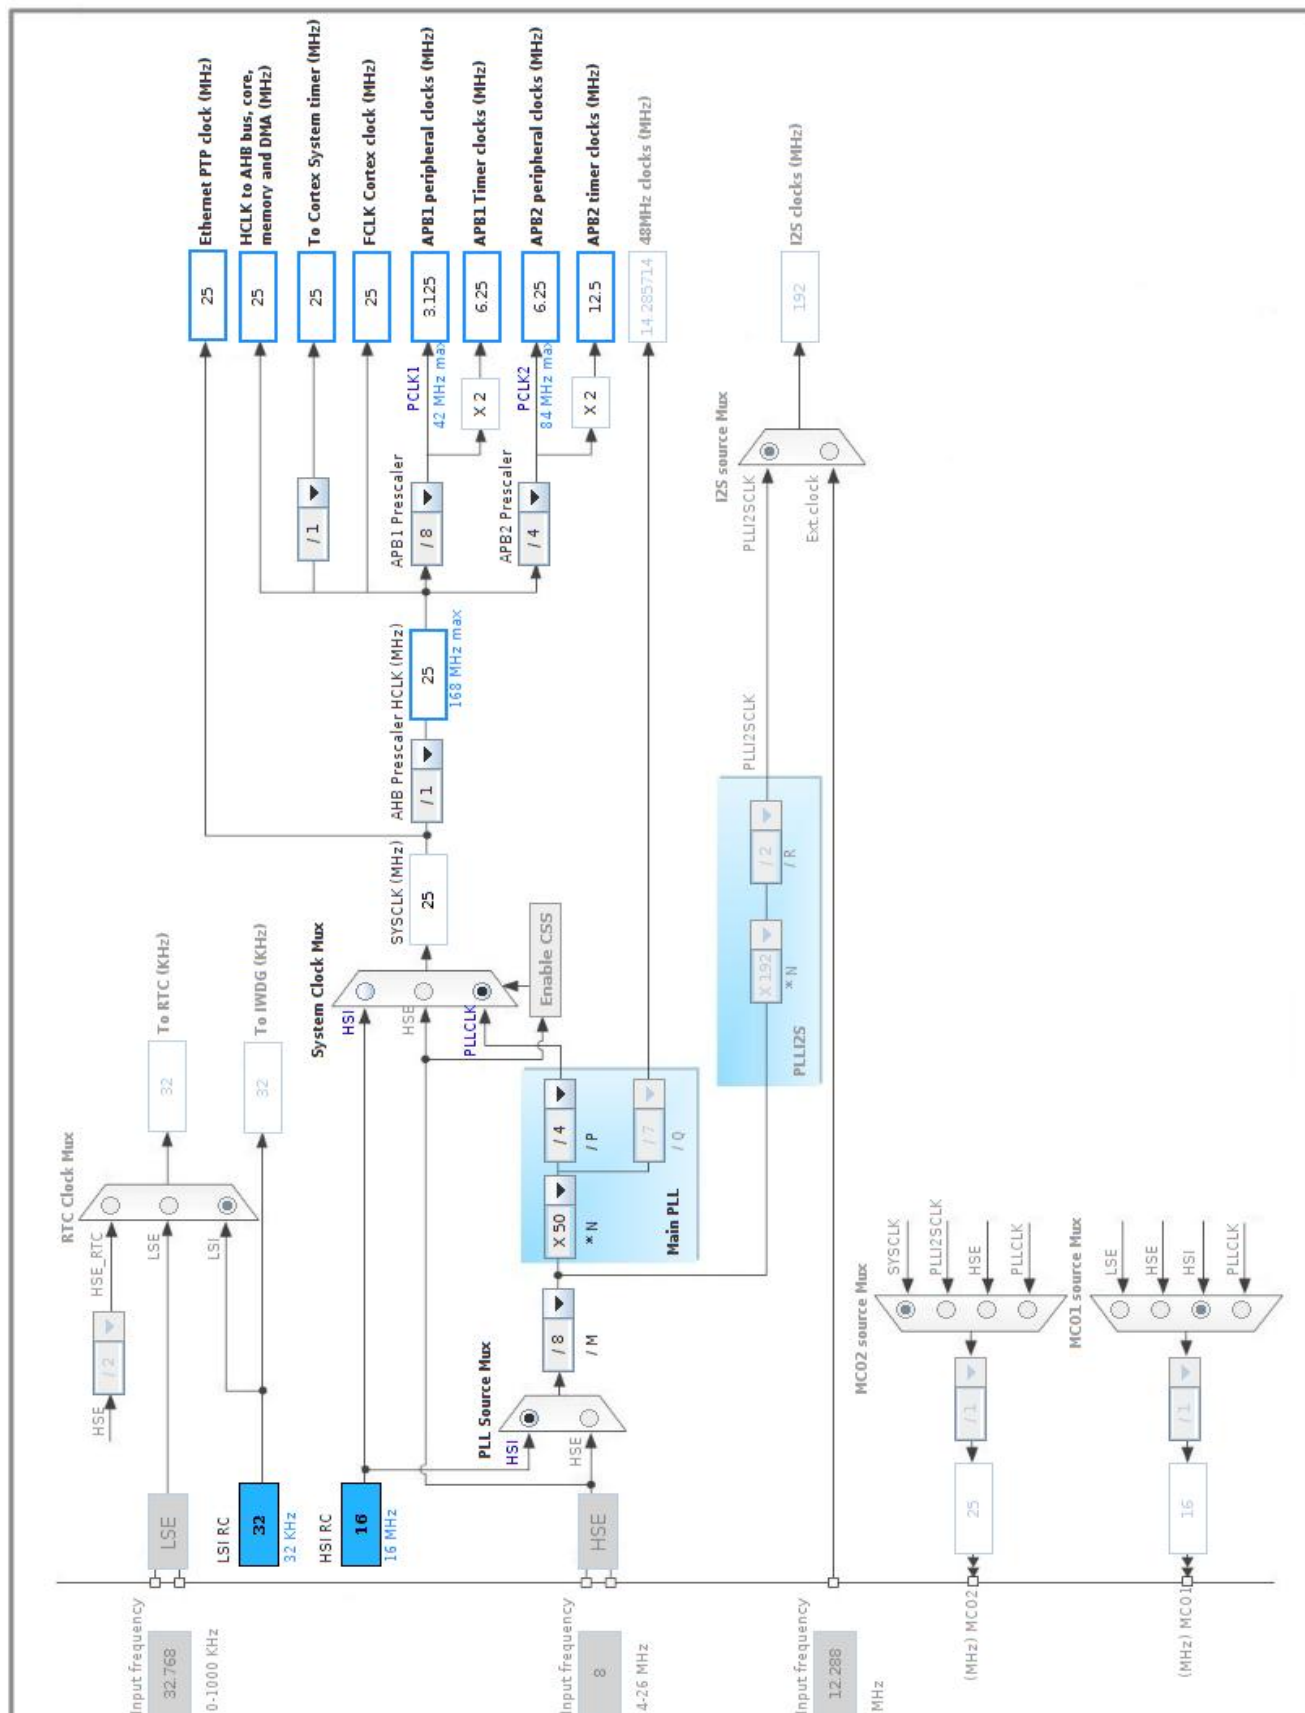 RTC Clock Mux
HSE
/ 2
HSE_RTC
Input frequency
32.768
0-1000 KHz
LSE
LSE
32
To RTC (KHz)
LSI RC
32
32 KHz
LSI
32
To IWDG (KHz)
Ethernet PTP clock (MHz)
25
HCLK to AHB bus, core,
memory and DMA (MHz)
25
To Cortex System timer (MHz)
/ 1
25
FCLK Cortex clock (MHz)
25
System Clock Mux
HSI RC
16
16 MHz
HSI
HSE
PLLCLK
SYSCLK (MHz)
25
AHB Prescaler
/ 1
HCLK (MHz)
25
168 MHz max
APB1 Prescaler
/ 8
PCLK1
42 MHz max
3.125
APB1 peripheral clocks (MHz)
X 2
6.25
APB1 Timer clocks (MHz)
APB2 Prescaler
/ 4
PCLK2
84 MHz max
6.25
APB2 peripheral clocks (MHz)
X 2
12.5
APB2 timer clocks (MHz)
Enable CSS
PLL Source Mux
HSI
HSE
Input frequency
8
4-26 MHz
HSE
/ 8
/ M
X 50
* N
/ 4
/ P
/ 7
/ Q
Main PLL
14.285714
48MHz clocks (MHz)
I2S source Mux
PLLI2SCLK
PLLI2SCLK
X 192
* N
/ 2
/ R
PLLI2S
Ext.clock
192
I2S clocks (MHz)
Input frequency
12.288
MHz
MCO2 source Mux
SYSCLK
PLLI2SCLK
HSE
PLLCLK
/ 1
25
(MHz) MCO2
MCO1 source Mux
LSE
HSE
HSI
PLLCLK
/ 1
16
(MHz) MCO1